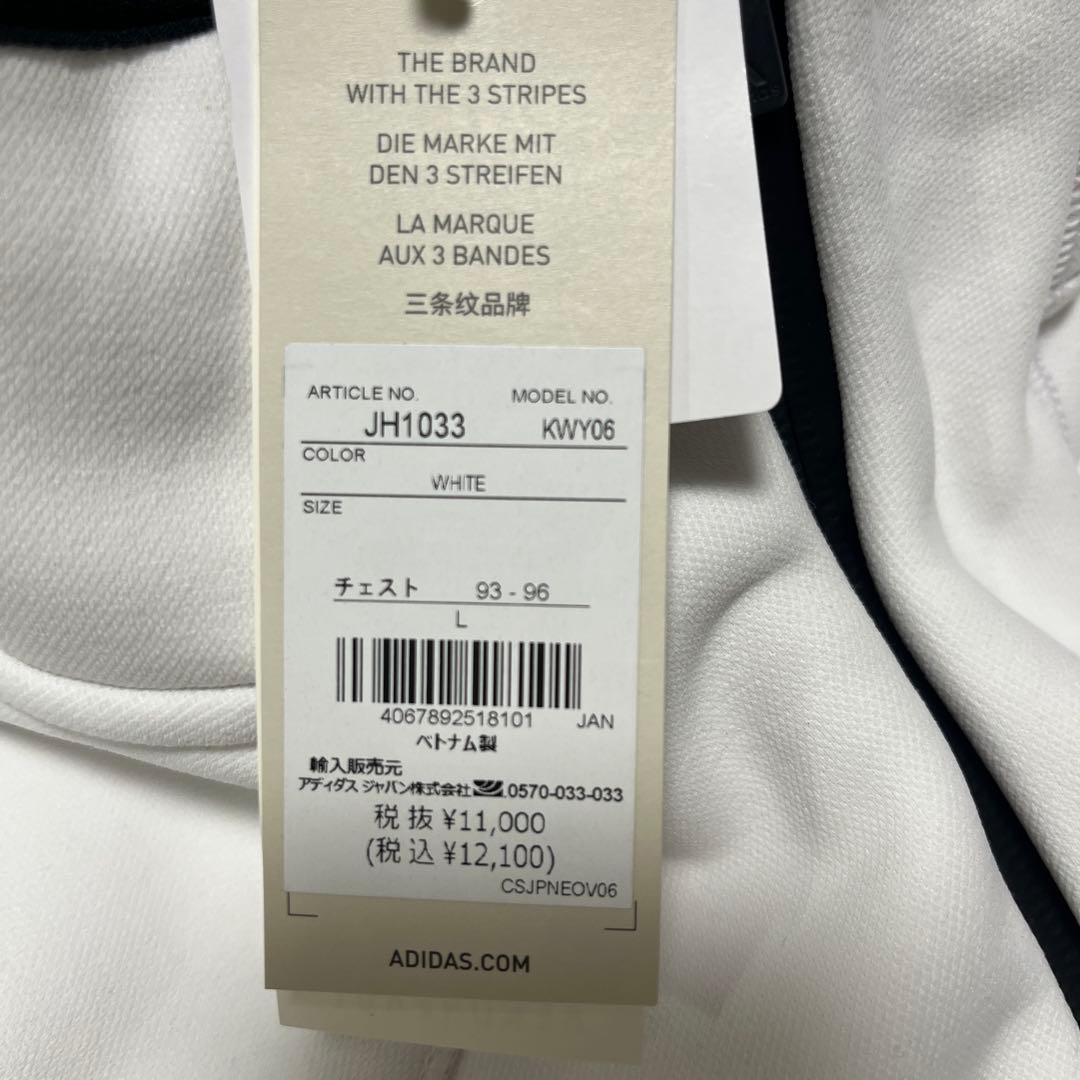 THE BRAND
WITH THE 3 STRIPES
DIE MARKE MIT
DEN 3 STREIFEN
LA MARQUE
AUX 3 BANDES
三条纹品牌
ARTICLE NO. MODEL NO.
JH1033 KWY06
COLOR
WHITE
SIZE
チェスト 93 - 96
L
4067892518101 JAN
ベトナム製
輸入販売元
アディダス ジャパン株式会社 0570-033-033
税抜 ¥11,000
(税込 ¥12,100)
CSJPNEOV06
ADIDAS.COM